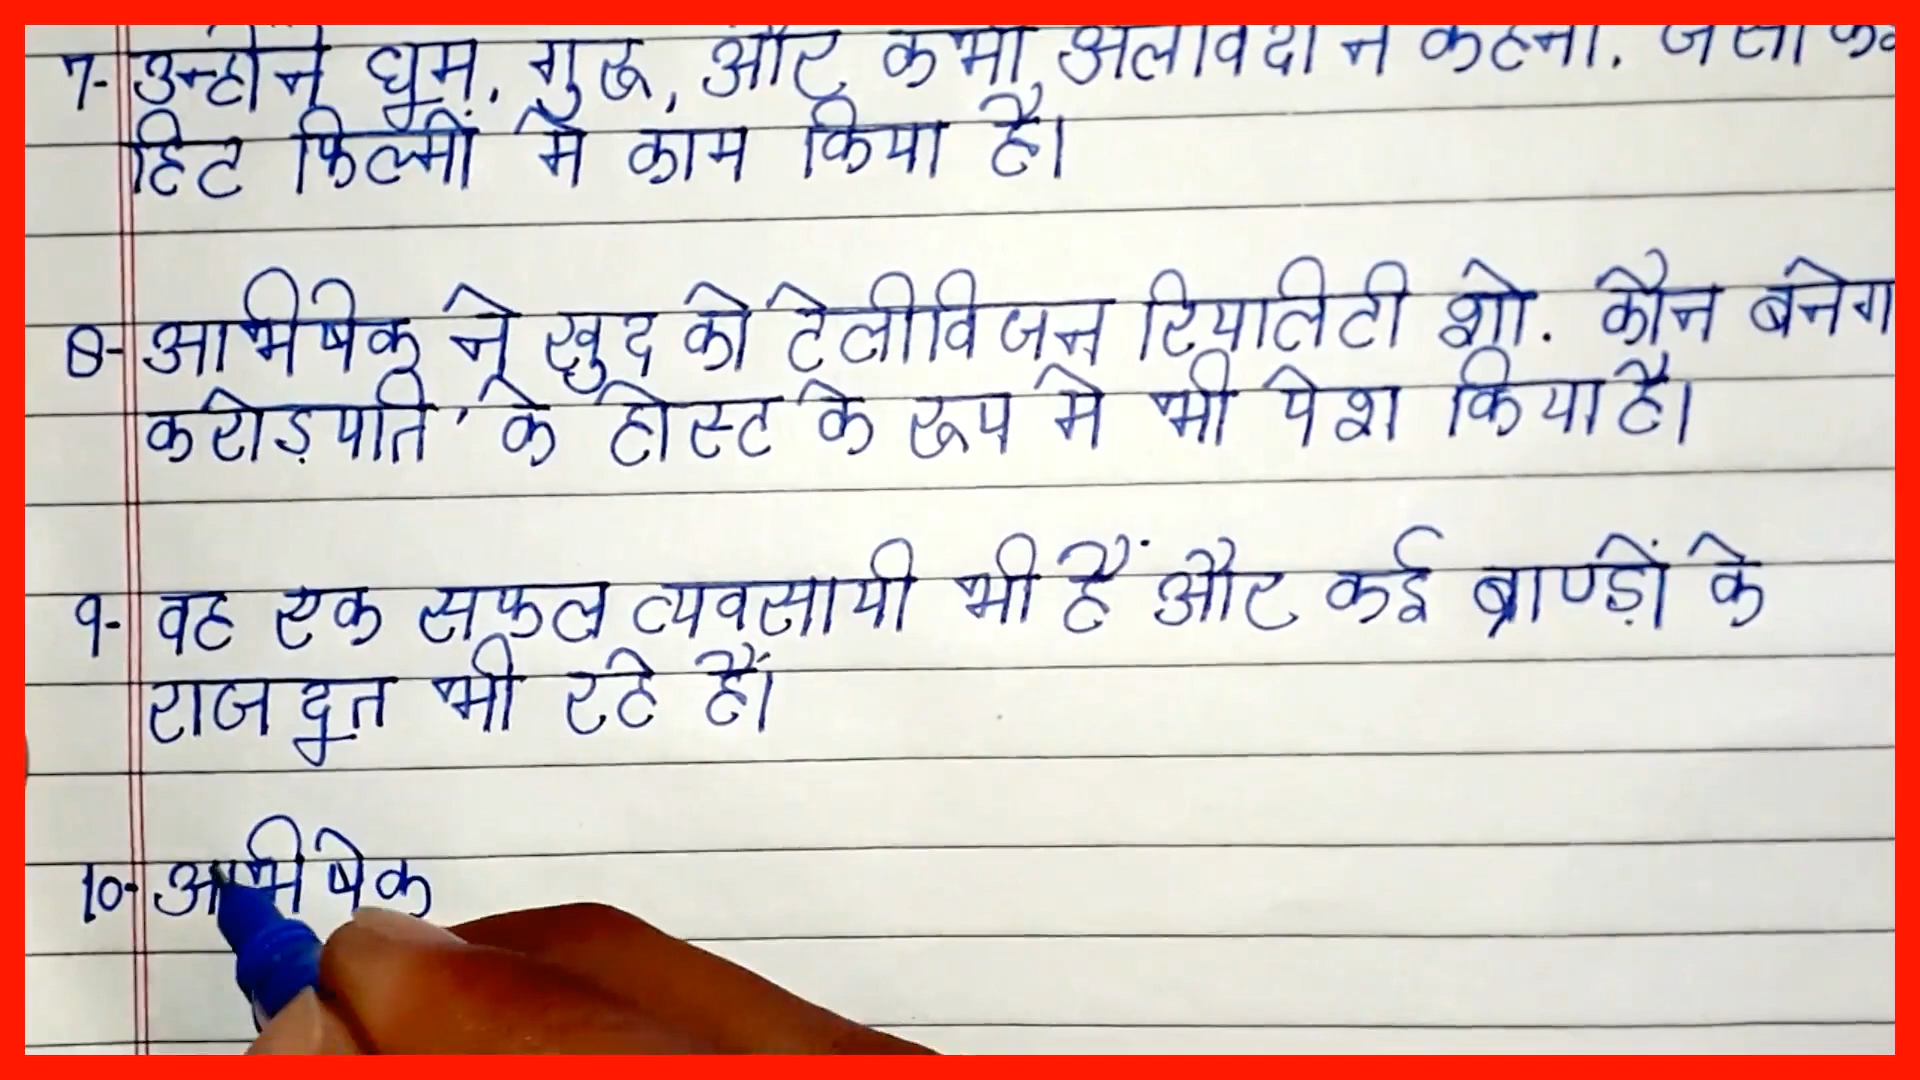 7- उन्होंने धूम, गुरू, और कभी अलविदा न कहना. जैसी
हिट फिल्मों मे काम किया है।
8- अभिषेक ने खुद को टेलीविजन रियालिटी शो. कौन बनेग
करोड़पति ' के होस्ट के रूप मे भी पेश किया है।
9- वह एक सफल व्यवसायी भी हैं और कई ब्राण्ड़ों के
राजदूत भी रहे हैं।
10- अभिषेक